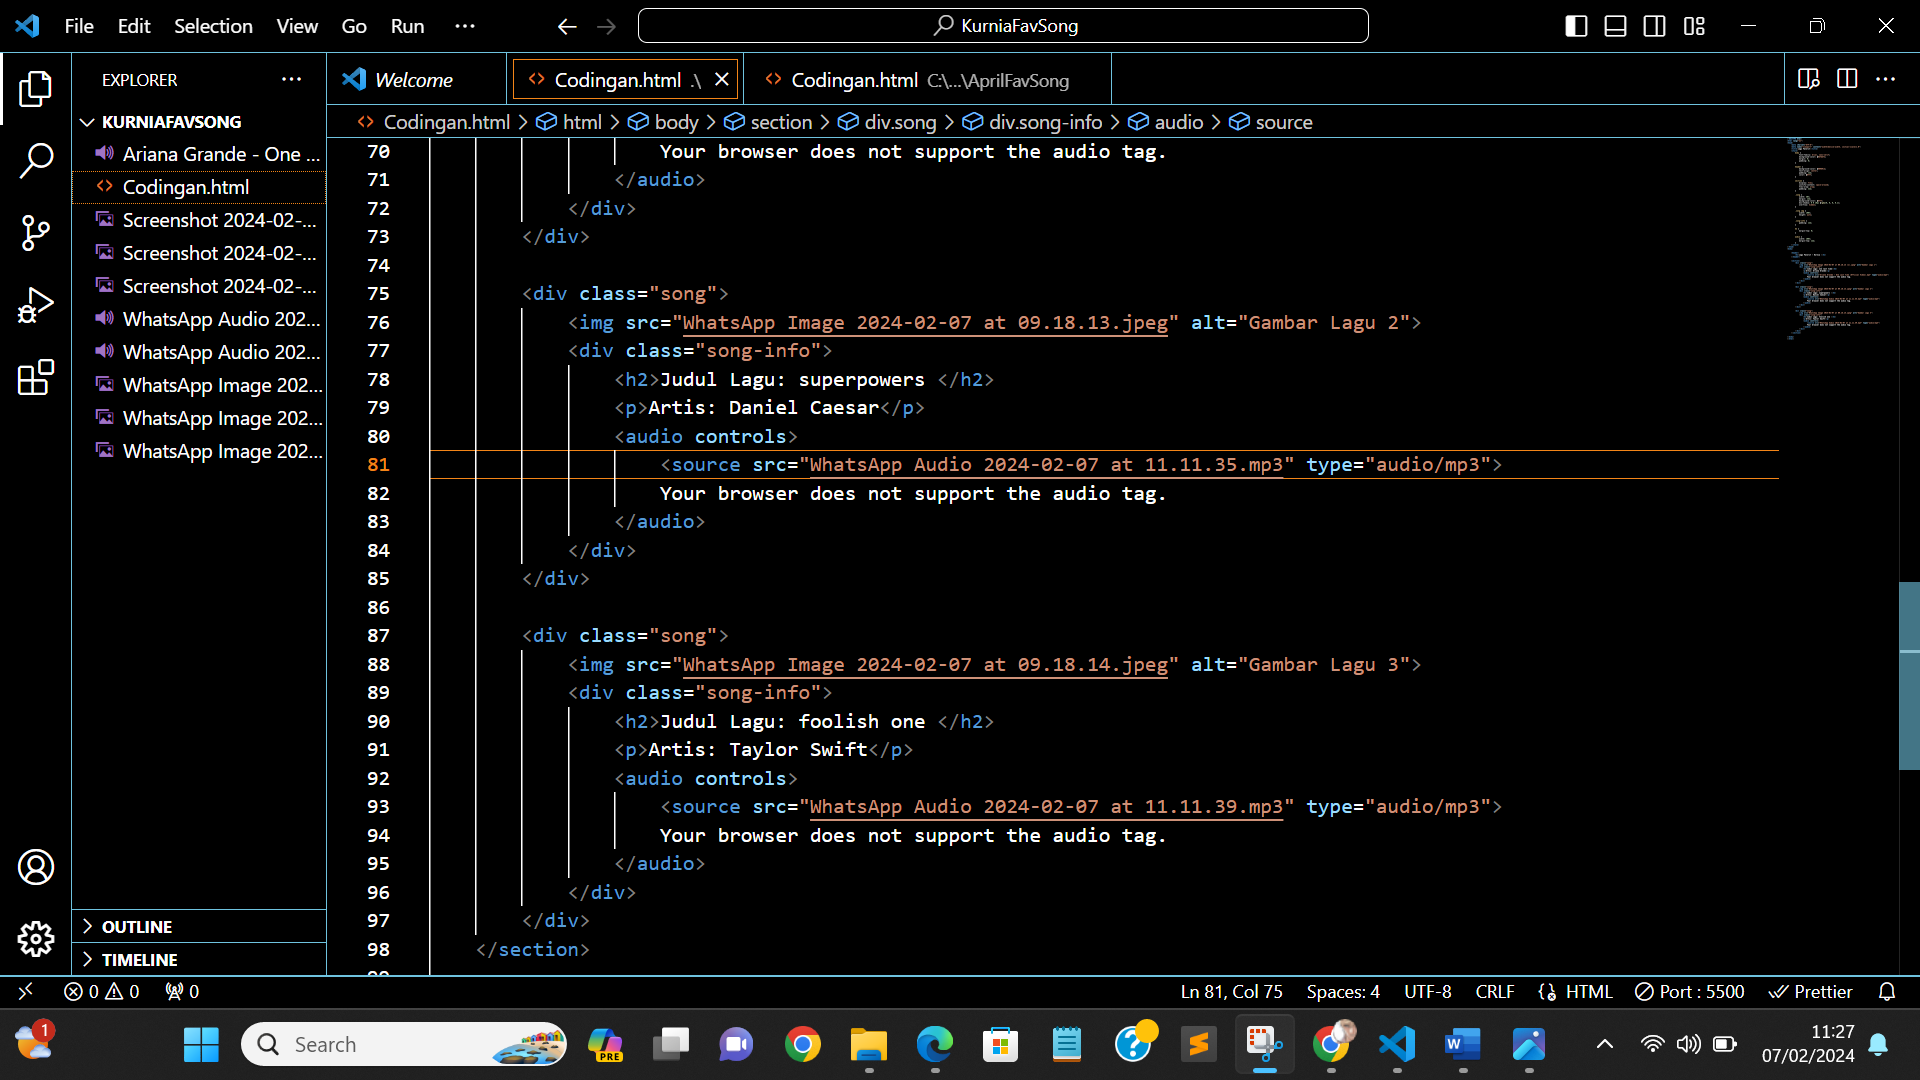 File Edit Selection View Go Run ···
KurniaFavSong
EXPLORER ···
KURNIAFAVSONG
Ariana Grande - One ...
Codingan.html
Screenshot 2024-02-...
Screenshot 2024-02-...
Screenshot 2024-02-...
WhatsApp Audio 202...
WhatsApp Audio 202...
WhatsApp Image 202...
WhatsApp Image 202...
WhatsApp Image 202...
OUTLINE
TIMELINE
Welcome
Codingan.html .\
Codingan.html C:\...\AprilFavSong
Codingan.html > html > body > section > div.song > div.song-info > audio > source
70 Your browser does not support the audio tag.
71 </audio>
72 </div>
73 </div>
74
75 <div class="song">
76 <img src="WhatsApp Image 2024-02-07 at 09.18.13.jpeg" alt="Gambar Lagu 2">
77 <div class="song-info">
78 <h2>Judul Lagu: superpowers </h2>
79 <p>Artis: Daniel Caesar</p>
80 <audio controls>
81 <source src="WhatsApp Audio 2024-02-07 at 11.11.35.mp3" type="audio/mp3">
82 Your browser does not support the audio tag.
83 </audio>
84 </div>
85 </div>
86
87 <div class="song">
88 <img src="WhatsApp Image 2024-02-07 at 09.18.14.jpeg" alt="Gambar Lagu 3">
89 <div class="song-info">
90 <h2>Judul Lagu: foolish one </h2>
91 <p>Artis: Taylor Swift</p>
92 <audio controls>
93 <source src="WhatsApp Audio 2024-02-07 at 11.11.39.mp3" type="audio/mp3">
94 Your browser does not support the audio tag.
95 </audio>
96 </div>
97 </div>
98 </section>
0 0 0
Ln 81, Col 75 Spaces: 4 UTF-8 CRLF HTML Port : 5500 Prettier
1
Search
PRE
11:27
07/02/2024